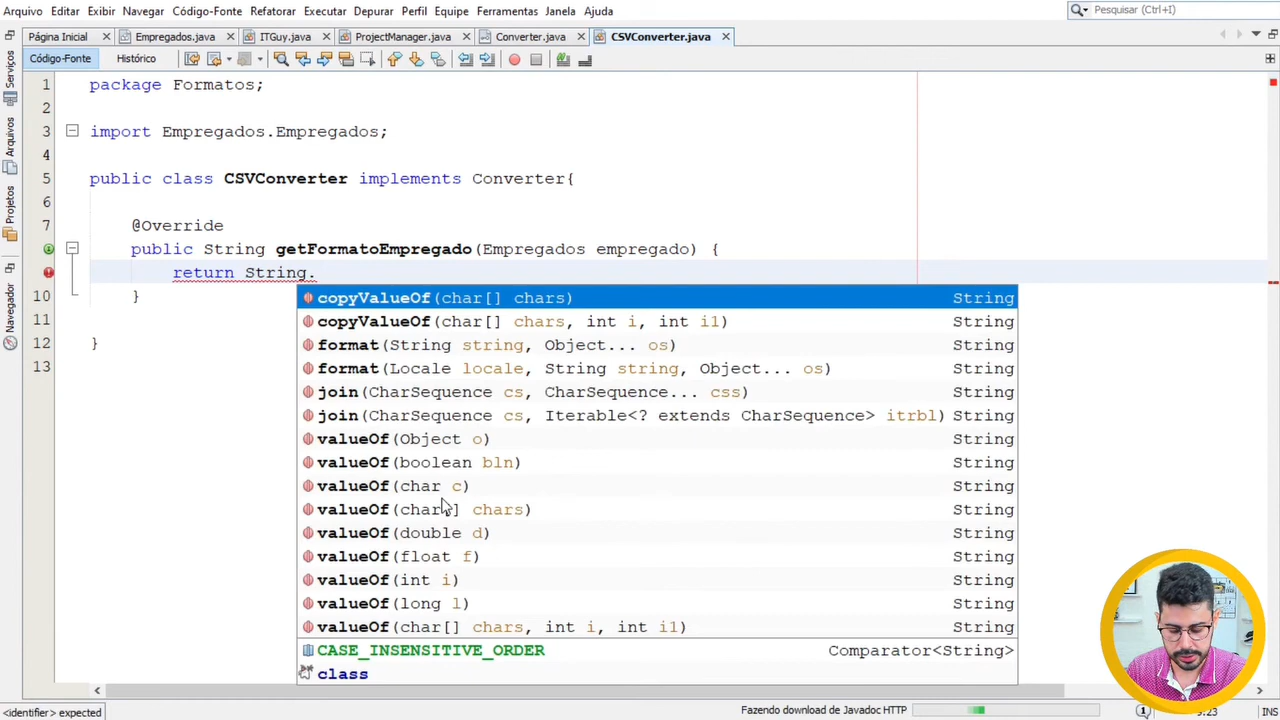 Arquivo Editar Exibir Navegar Código-Fonte Refatorar Executar Depurar Perfil Equipe Ferramentas Janela Ajuda
Pesquisar (Ctrl+I)
Página Inicial Empregados.java ITGuy.java ProjectManager.java Converter.java CSVConverter.java
Código-Fonte Histórico
Serviços
Arquivos
Projetos
Navegador
1 package Formatos;
2
3 import Empregados.Empregados;
4
5 public class CSVConverter implements Converter{
6
7 @Override
public String getFormatoEmpregado(Empregados empregado) {
return String.
10 }
11
12 }
13
copyValueOf(char[] chars) String
copyValueOf(char[] chars, int i, int i1) String
format(String string, Object... os) String
format(Locale locale, String string, Object... os) String
join(CharSequence cs, CharSequence... css) String
join(CharSequence cs, Iterable<? extends CharSequence> itrbl) String
valueOf(Object o) String
valueOf(boolean bln) String
valueOf(char c) String
valueOf(char[] chars) String
valueOf(double d) String
valueOf(float f) String
valueOf(int i) String
valueOf(long l) String
valueOf(char[] chars, int i, int i1) String
CASE_INSENSITIVE_ORDER Comparator<String>
class
<identifier> expected Fazendo download de Javadoc HTTP 1 9:23 INS